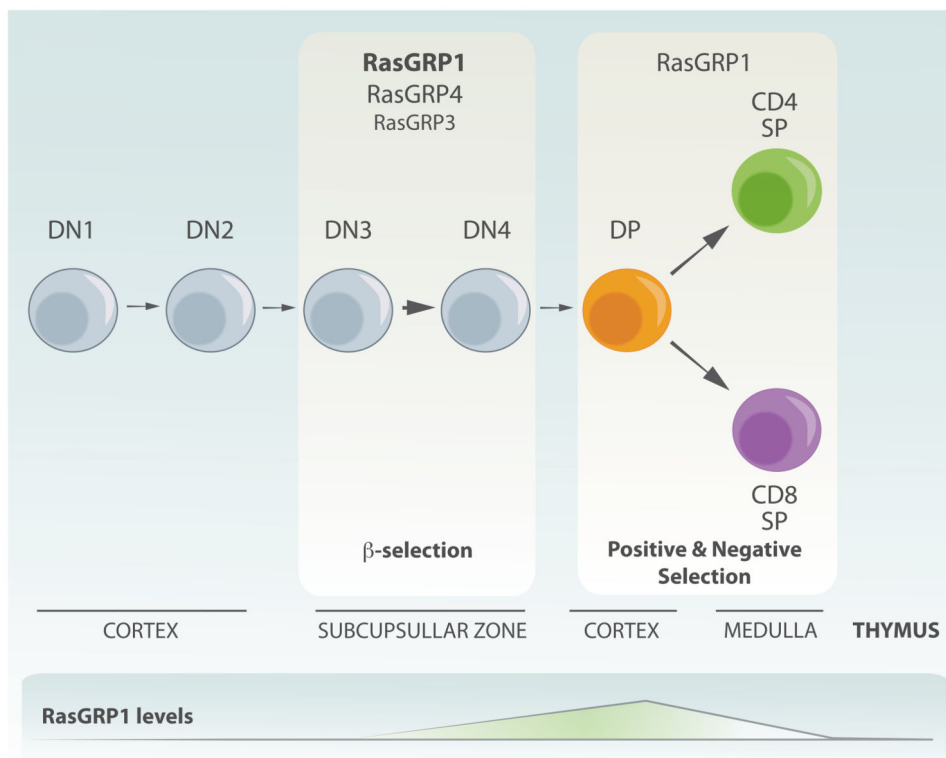 RasGRP1
RasGRP4
RasGRP3
RasGRP1
CD4
SP
DN1
DN2
DN3
DN4
DP
CD8
SP
β-selection
Positive & Negative
Selection
CORTEX
SUBCUPSULLAR ZONE
CORTEX
MEDULLA
THYMUS
RasGRP1 levels